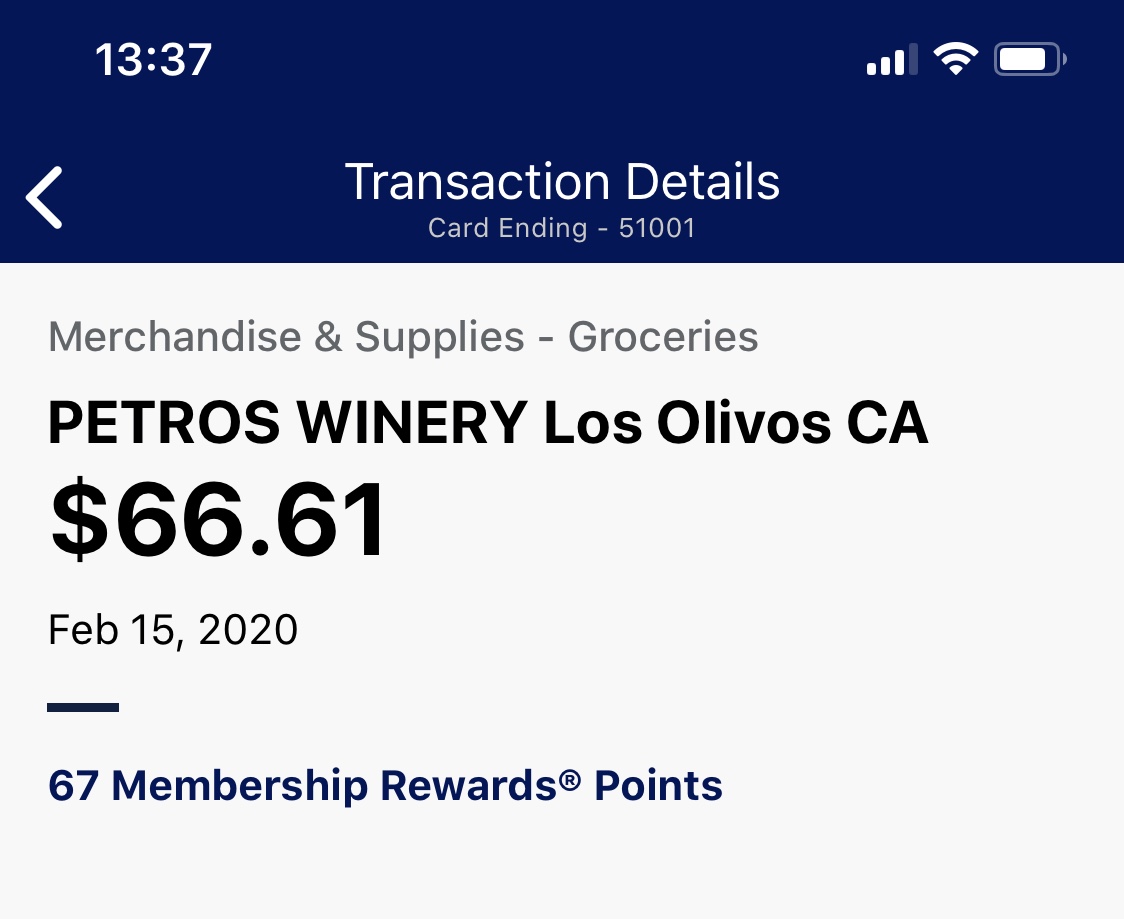 13:37
Transaction Details
Card Ending - 51001
Merchandise & Supplies - Groceries
PETROS WINERY Los Olivos CA
$66.61
Feb 15, 2020
67 Membership Rewards® Points